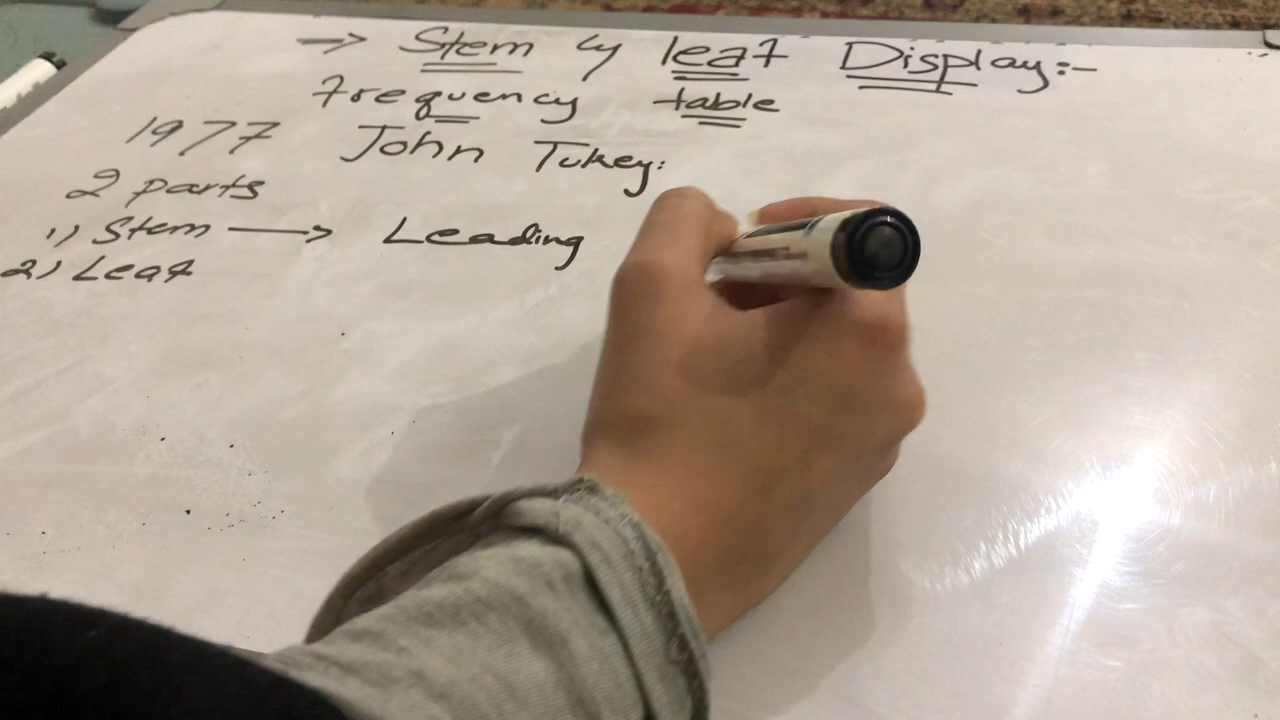 → Stem & leaf Display:-
Frequency table
1977 John Tukey:
2 parts
1) Stem → Leading
2) Leaf